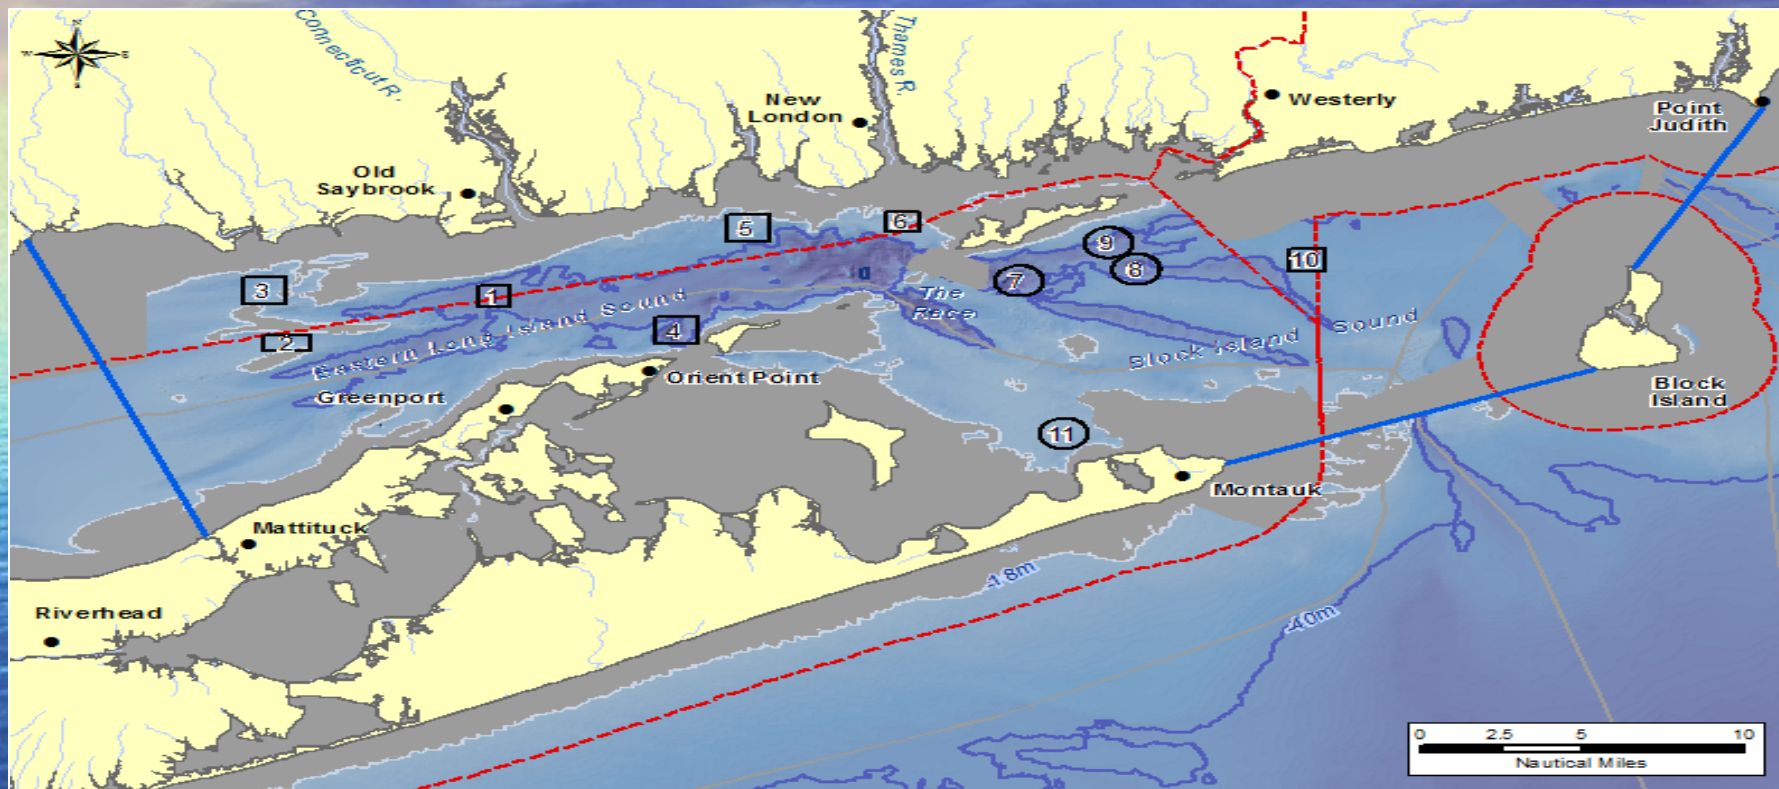 N
W
Connecticut R.
Thames R.
New
London
Westerly
Point
Judith
Old
Saybrook
5
6
9
8
10
3
1
7
2
4
The
Race
Eastern Long Island Sound
Block Island Sound
Orient Point
Greenport
Block
Island
11
Montauk
Mattituck
-18m
-40m
Riverhead
0 2.5 5 10
Nautical Miles